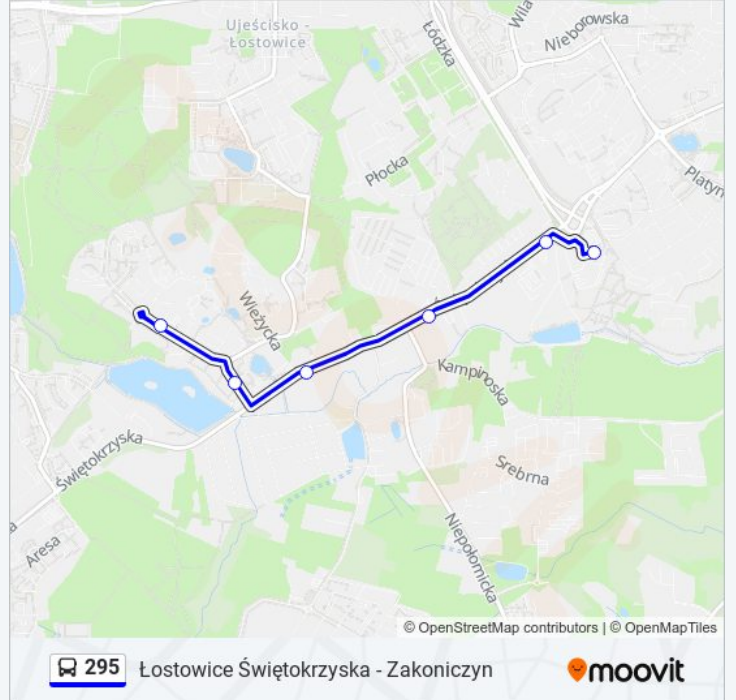 Ujeścisko -
Łostowice
Łódzka
Wila
Nieborowska
Płocka
Platyn
Wieżycka
Kampinoska
Świętokrzyska
Srebrna
a
Aresa
Niepołomicka
© OpenStreetMap contributors | © OpenMapTiles
295 Łostowice Świętokrzyska - Zakoniczyn
moovit